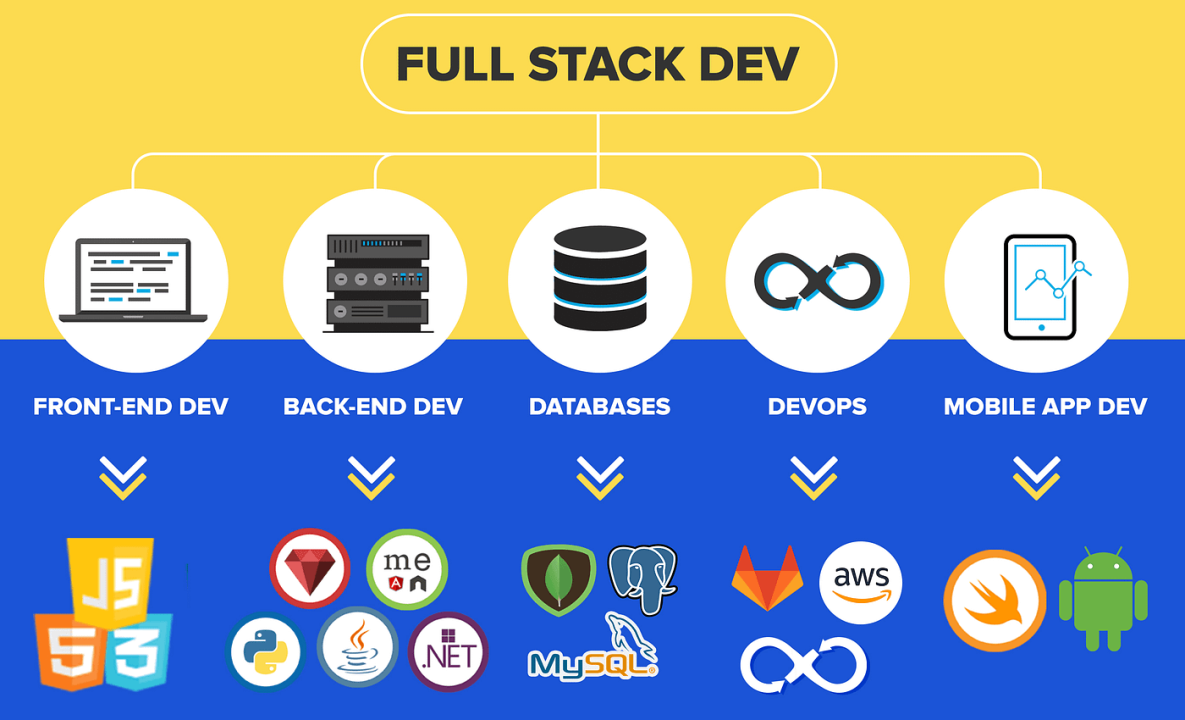 FULL STACK DEV
FRONT-END DEV
BACK-END DEV
DATABASES
DEVOPS
MOBILE APP DEV
JS
5
3
me
A
.NET
MySQL®
aws